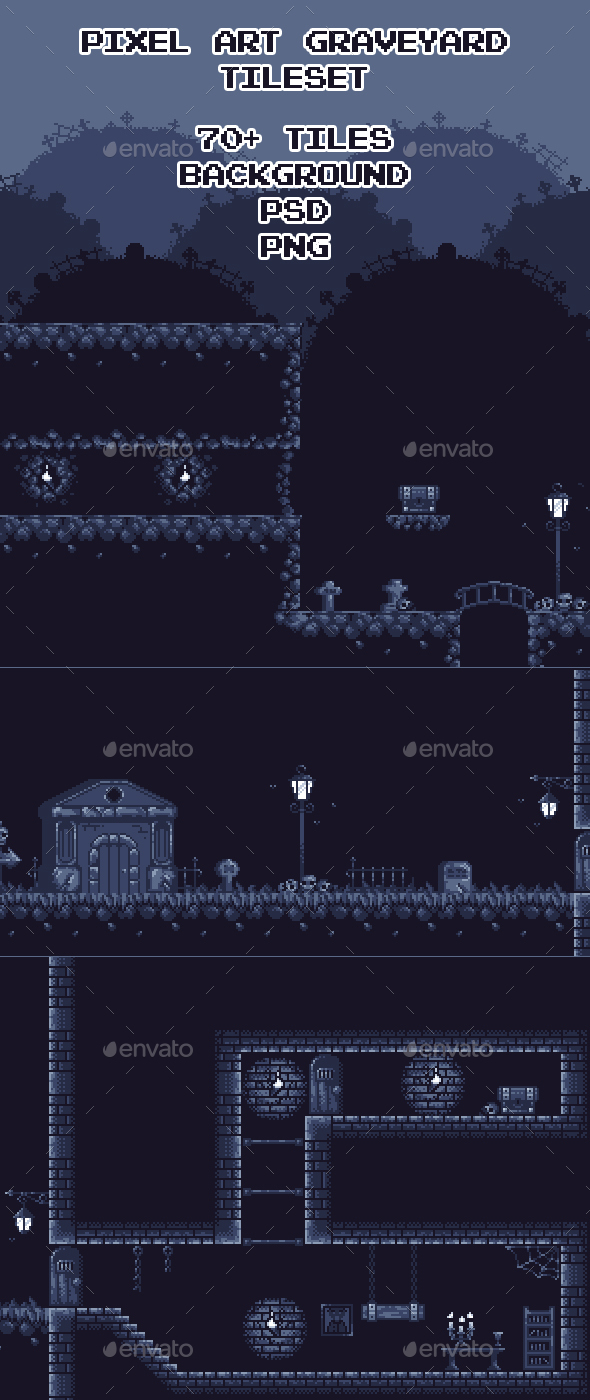 PIXEL ART GRAVEYARD
TILESET
70+ TILES
BACKGROUND
PSD
PNG
envato envato
envato envato
envato envato
envato envato
envato envato